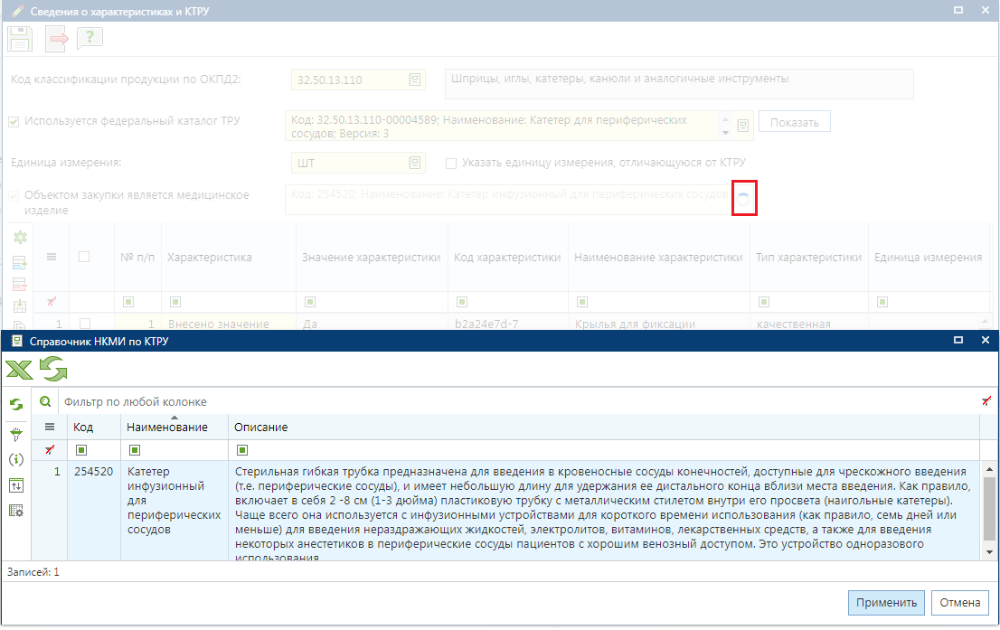 Сведения о характеристиках и КТРУ
?
Код классификации продукции по ОКПД2:
32.50.13.110
Шприцы, иглы, катетеры, канюли и аналогичные инструменты
Используется федеральный каталог ТРУ
Код: 32.50.13.110-00004589; Наименование: Катетер для периферических
сосудов; Версия: 3
Показать
Единица измерения:
ШТ
Указать единицу измерения, отличающуюся от КТРУ
Объектом закупки является медицинское
изделие
Код: 254520; Наименование: Катетер инфузионный для периферических сосудов
№ п/п Характеристика Значение характеристики Код характеристики Наименование характеристики Тип характеристики Единица измерения
1 1 Внесено значение Да b2a24e7d-7 Крылья для фиксации качественная
Справочник НКМИ по КТРУ
Фильтр по любой колонке
Код Наименование Описание
1 254520
Катетер
инфузионный
для
периферических
сосудов
Стерильная гибкая трубка предназначена для введения в кровеносные сосуды конечностей, доступные для чрескожного введения
(т.е. периферические сосуды), и имеет небольшую длину для удержания ее дистального конца вблизи места введения. Как правило,
включает в себя 2 -8 см (1-3 дюйма) пластиковую трубку с металлическим стилетом внутри его просвета (наигольные катетеры).
Чаще всего она используется с инфузионными устройствами для короткого времени использования (как правило, семь дней или
меньше) для введения нераздражающих жидкостей, электролитов, витаминов, лекарственных средств, а также для введения
некоторых анестетиков в периферические сосуды пациентов с хорошим венозный доступом. Это устройство одноразового
использования.
Записей: 1
Применить
Отмена